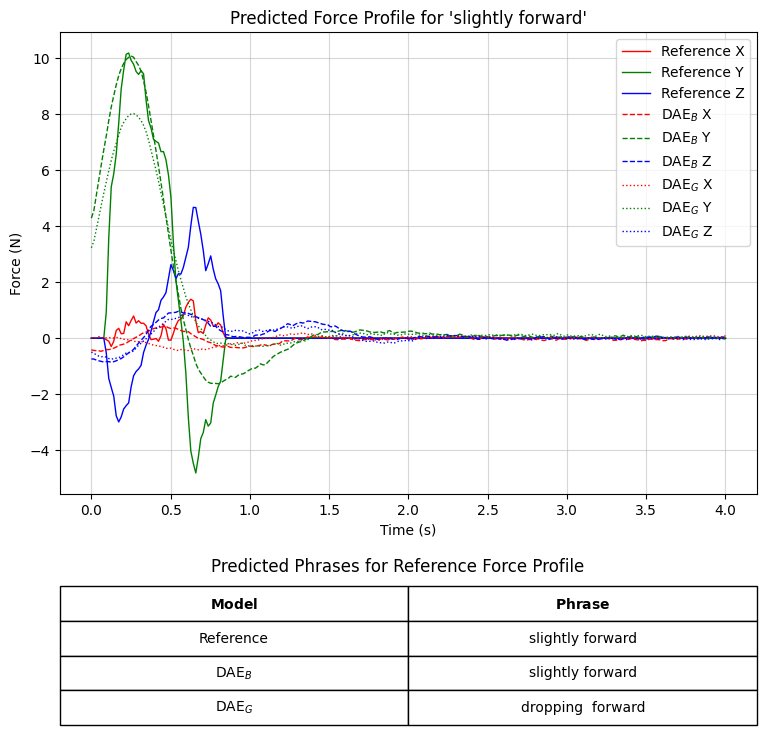 Predicted Force Profile for 'slightly forward'
Reference X
Reference Y
Reference Z
DAE_B X
DAE_B Y
DAE_B Z
DAE_G X
DAE_G Y
DAE_G Z
Force (N)
10
8
6
4
2
0
−2
−4
0.0 0.5 1.0 1.5 2.0 2.5 3.0 3.5 4.0
Time (s)
Predicted Phrases for Reference Force Profile
Model Phrase
Reference slightly forward
DAE_B slightly forward
DAE_G dropping  forward